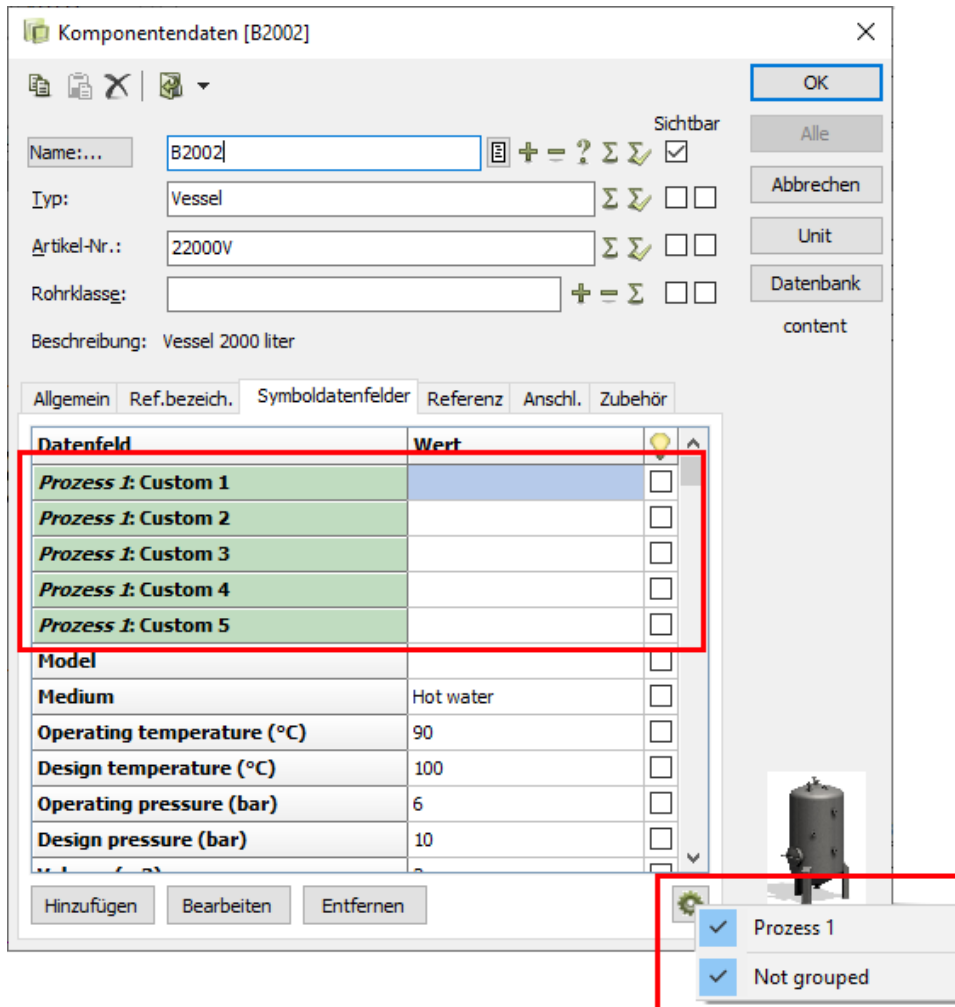 Komponentendaten [B2002]
OK
Sichtbar
Alle
Name:... B2002
Typ: Vessel
Abbrechen
Artikel-Nr.: 22000V
Unit
Rohrklasse:
Datenbank
Beschreibung: Vessel 2000 liter
content
Allgemein Ref.bezeich. Symboldatenfelder Referenz Anschl. Zubehör
Datenfeld Wert
Prozess 1: Custom 1
Prozess 1: Custom 2
Prozess 1: Custom 3
Prozess 1: Custom 4
Prozess 1: Custom 5
Model
Medium Hot water
Operating temperature (°C) 90
Design temperature (°C) 100
Operating pressure (bar) 6
Design pressure (bar) 10
Hinzufügen Bearbeiten Entfernen
Prozess 1
Not grouped